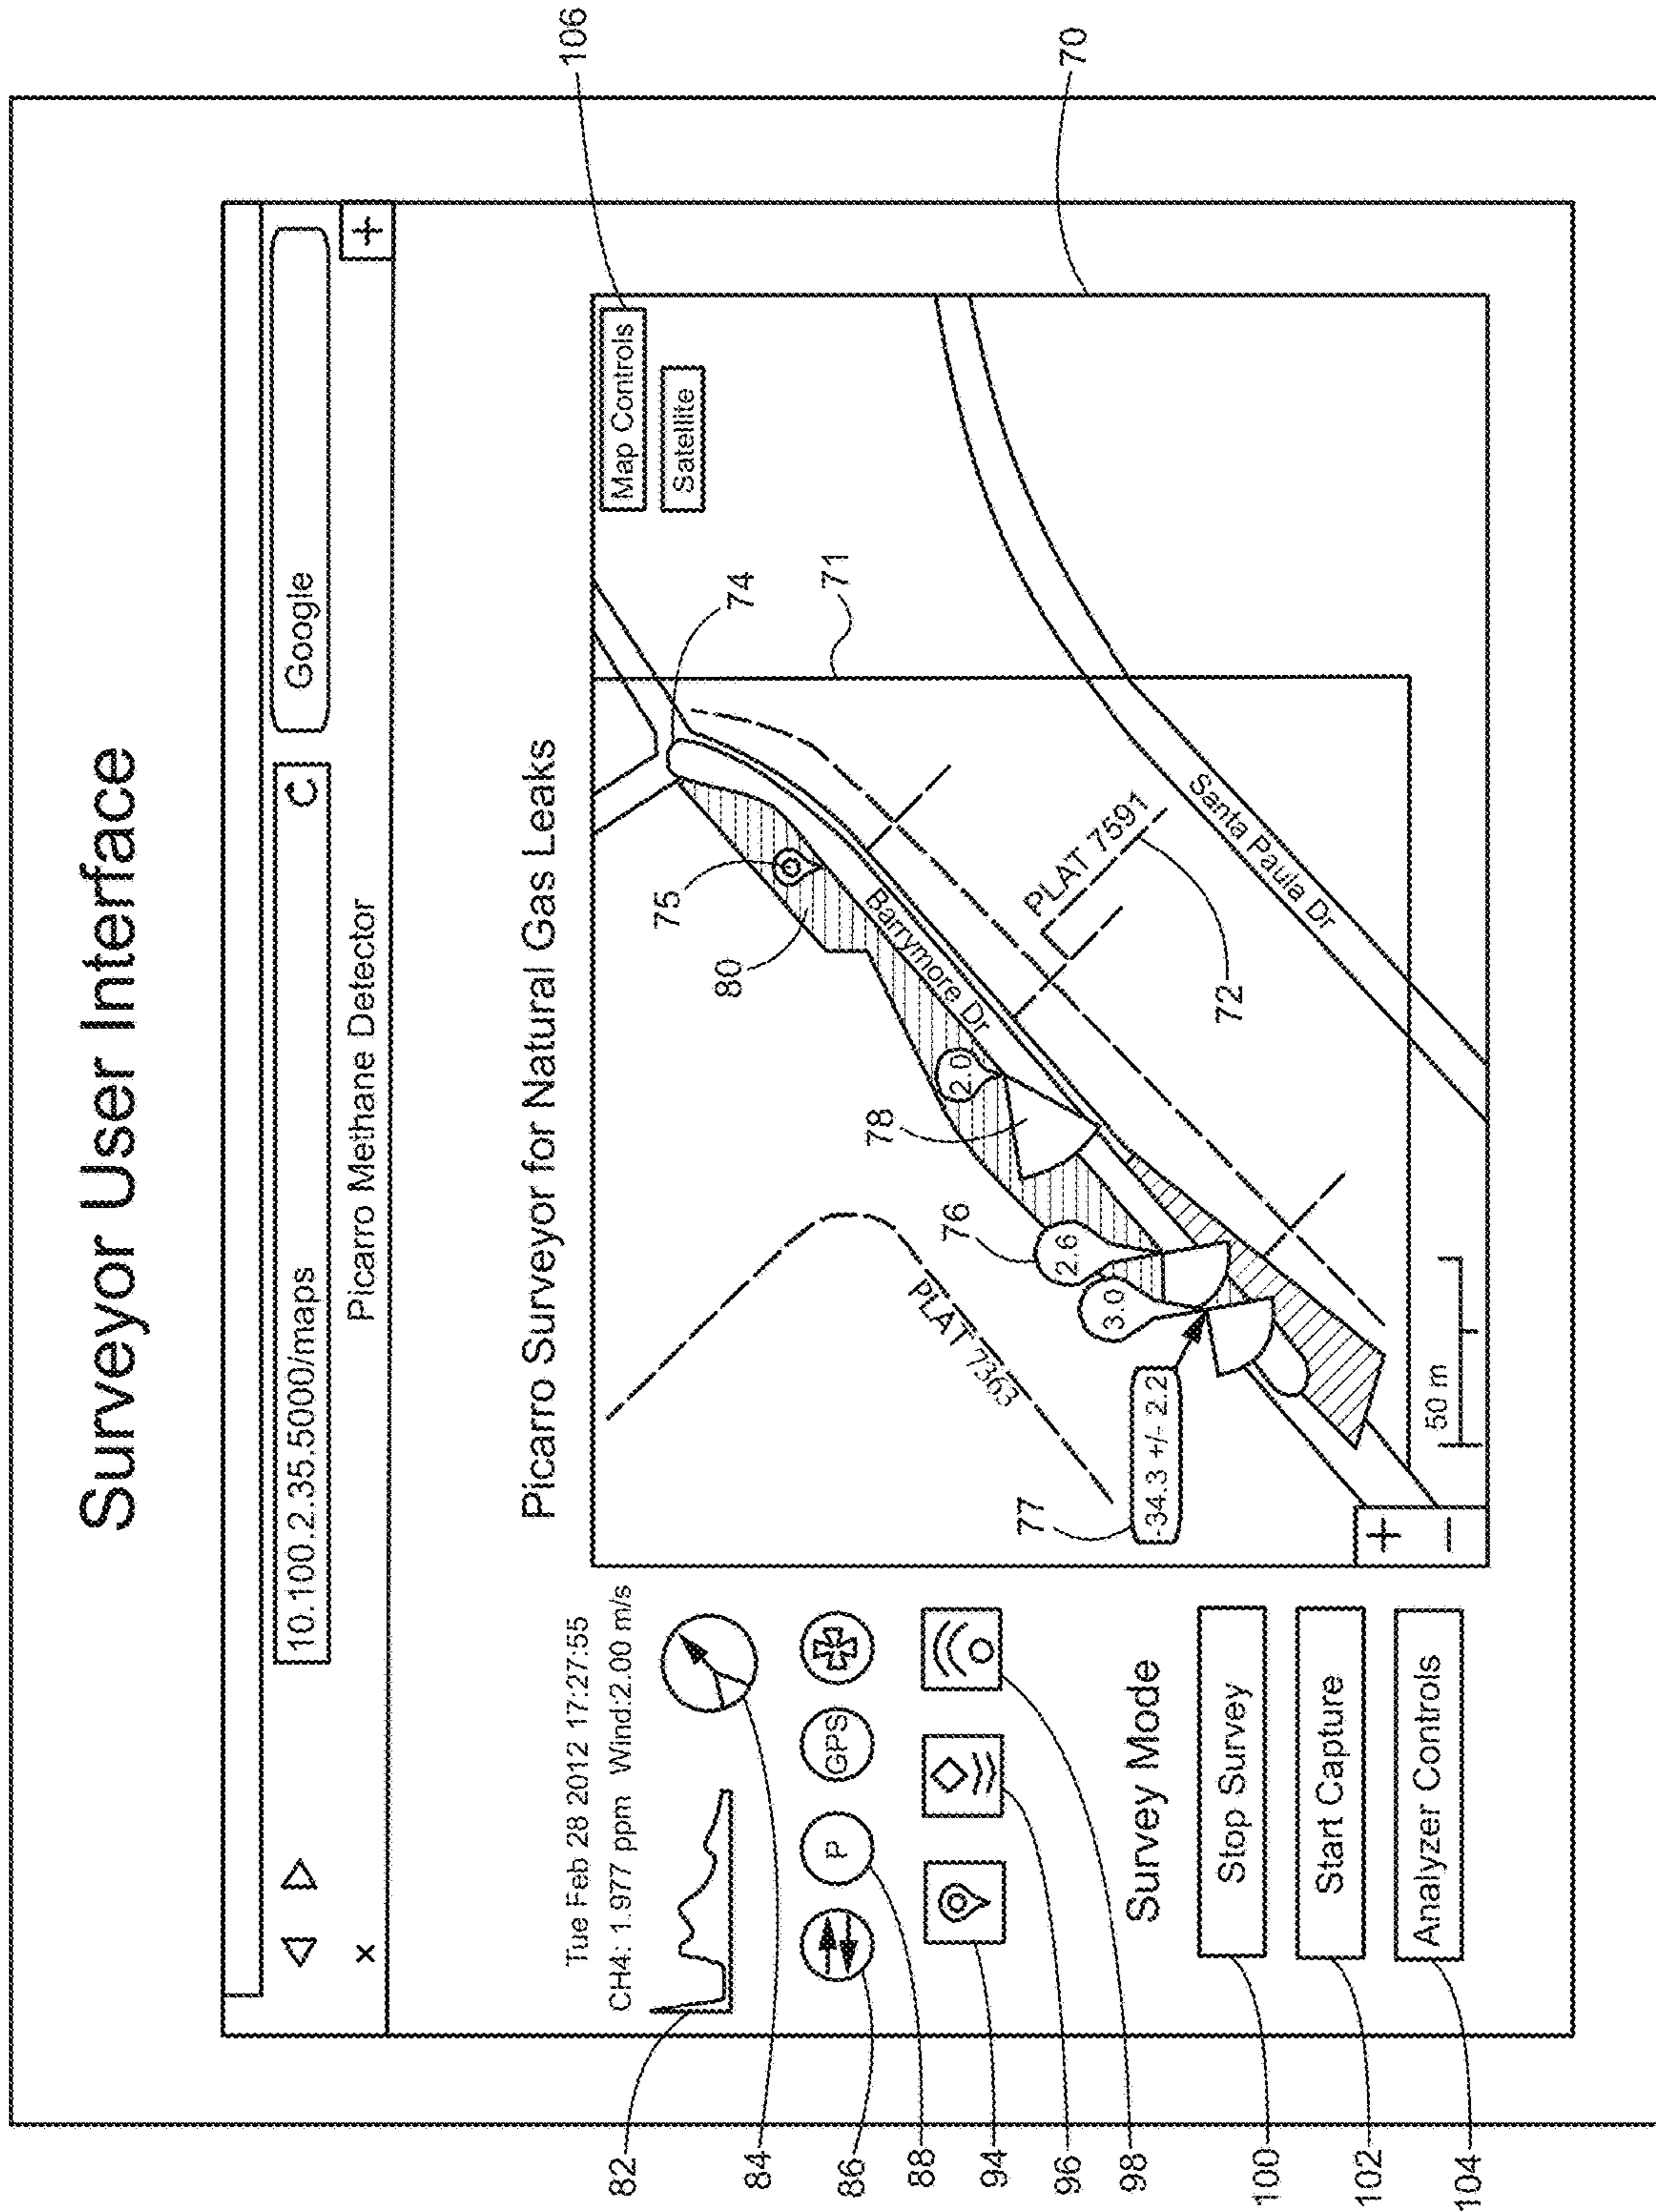 Surveyor User Interface
10.100.2.35.5000/maps
Google
x
+
Picarro Methane Detector
Picarro Surveyor for Natural Gas Leaks
Tue Feb 28 2012 17:27:55
CH4: 1.977 ppm Wind:2.00 m/s
P
GPS
Survey Mode
Stop Survey
Start Capture
Analyzer Controls
Map Controls
Satellite
Barrymore Dr
Santa Paula Dr
PLAT 7591
PLAT 7363
2.0
2.6
3.0
-34.3 +/- 2.2
50 m
+
−
82
84
86
88
94
96
98
100
102
104
77
76
78
80
75
74
71
72
106
70